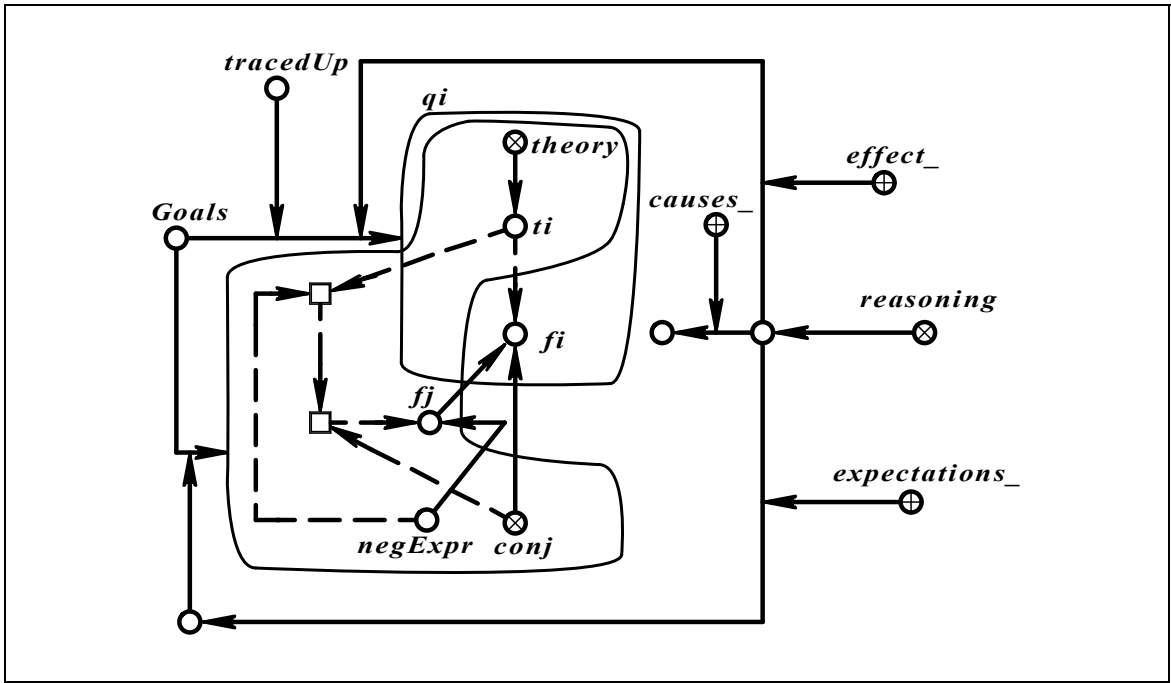 tracedUp
qi
theory
effect_
causes_
Goals
ti
reasoning
fi
fj
expectations_
negExpr
conj